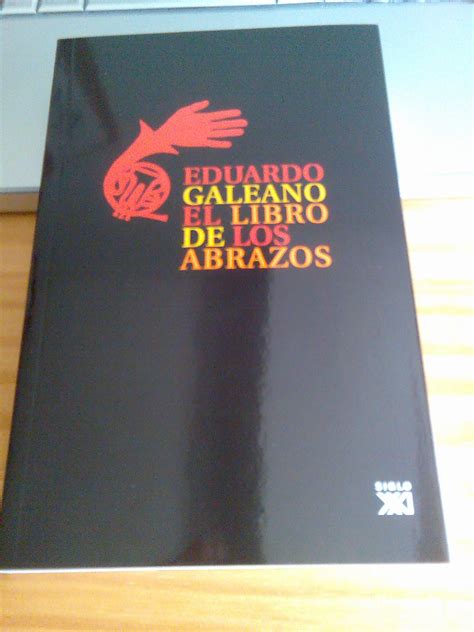 EDUARDO
GALEANO
EL LIBRO
DE LOS
ABRAZOS
SIGLO
XXI